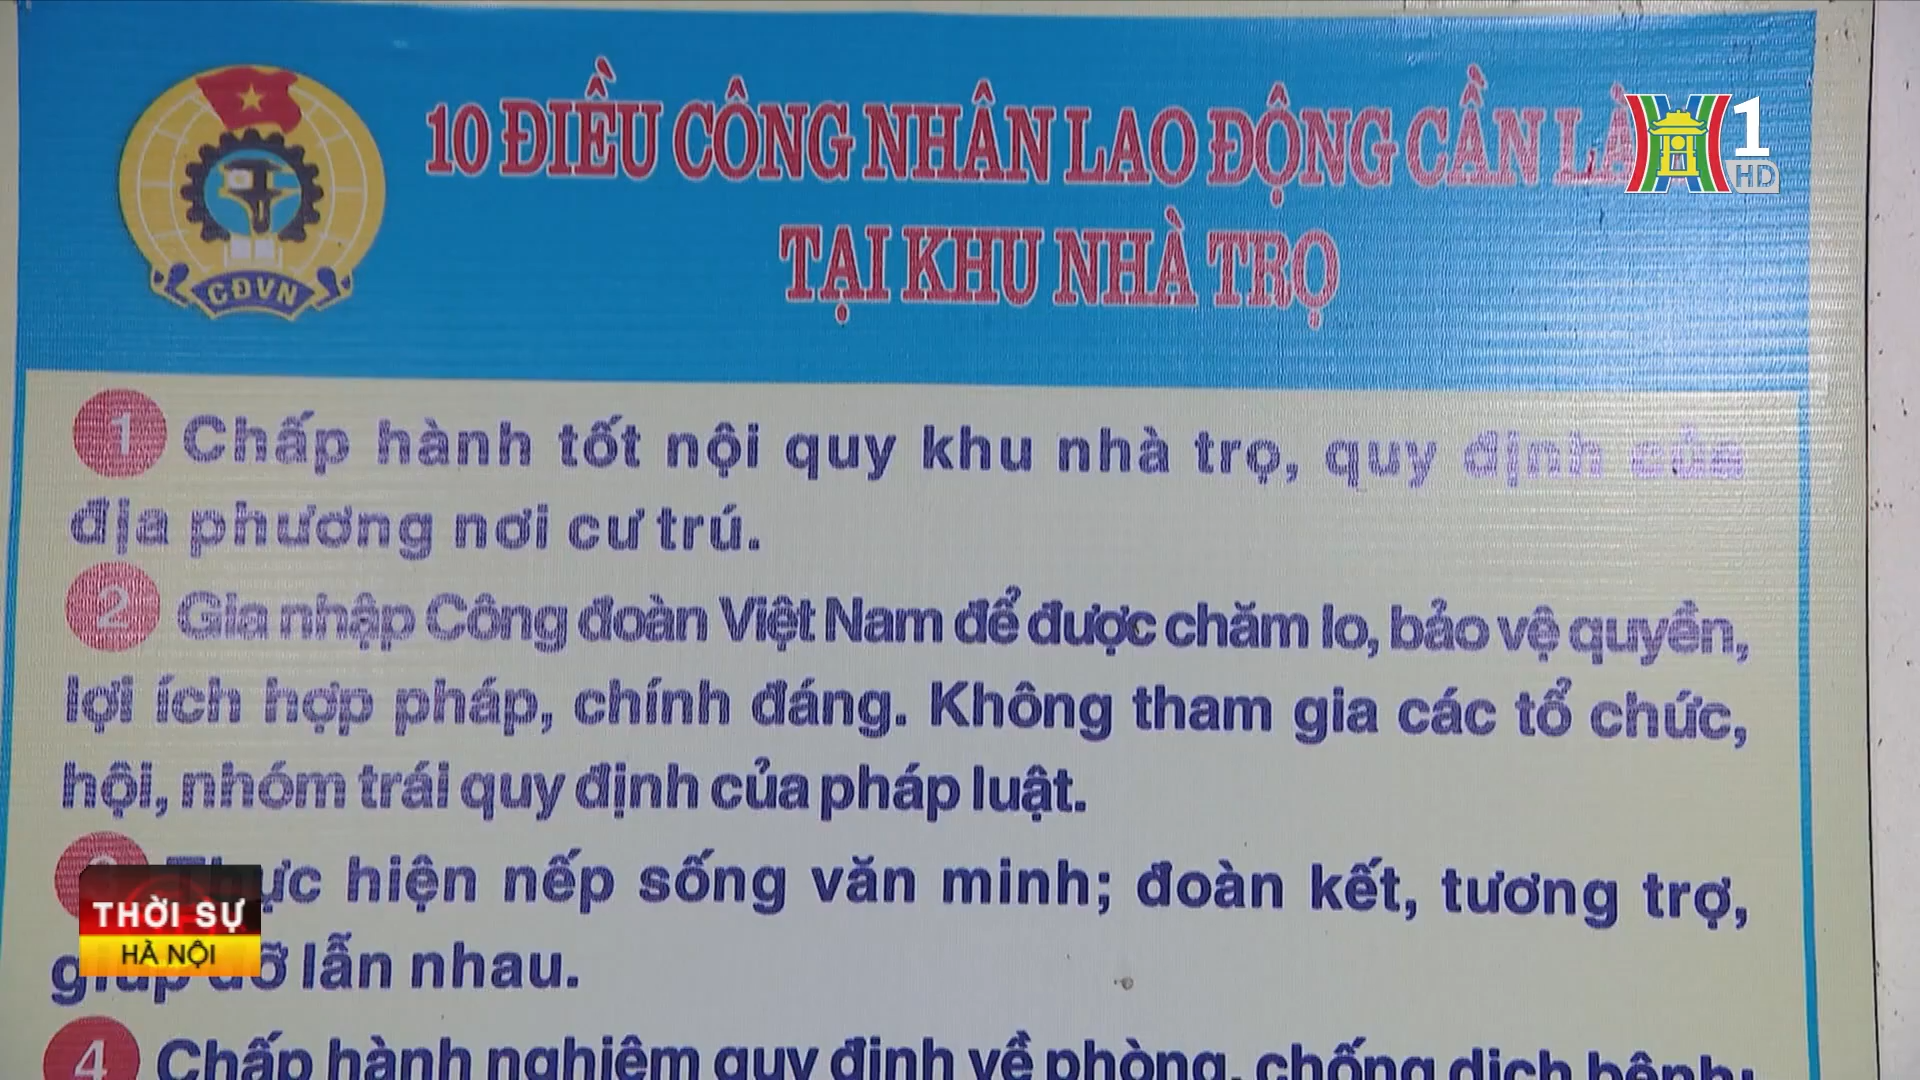 10 ĐIỀU CÔNG NHÂN LAO ĐỘNG CẦN
1
HD
TẠI KHU NHÀ TRỌ
CĐVN
1 Chấp hành tốt nội quy khu nhà trọ, quy định của
địa phương nơi cư trú.
2 Gia nhập Công đoàn Việt Nam để được chăm lo, bảo vệ quyền,
lợi ích hợp pháp, chính đáng. Không tham gia các tổ chức,
hội, nhóm trái quy định của pháp luật.
Thực hiện nếp sống văn minh; đoàn kết, tương trợ,
giúp đỡ lẫn nhau.
THỜI SỰ
HÀ NỘI
4 Chấp hành nghiêm quy định về phòng, chống dịch bệnh;